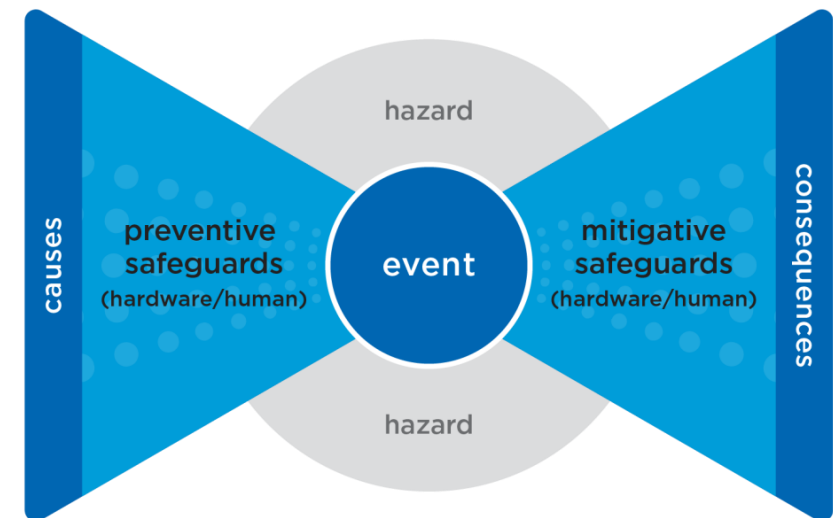 hazard
causes
preventive
safeguards
(hardware/human)
event
mitigative
safeguards
(hardware/human)
consequences
hazard